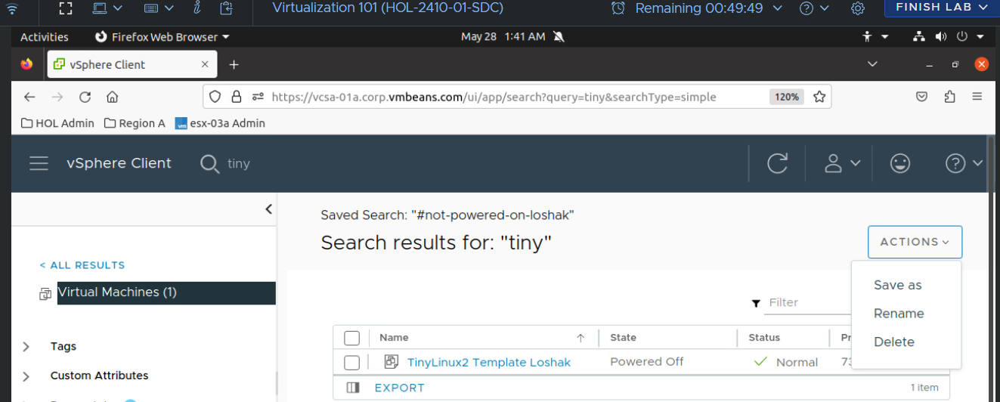 Virtualization 101 (HOL-2410-01-SDC) Remaining 00:49:49 FINISH LAB
Activities Firefox Web Browser May 28 1:41 AM
vSphere Client
https://vcsa-01a.corp.vmbeans.com/ui/app/search?query=tiny&searchType=simple 120%
HOL Admin Region A vm esx-03a Admin
vSphere Client tiny
Saved Search: "#not-powered-on-loshak"
Search results for: "tiny"
ACTIONS
Save as
Rename
Delete
< ALL RESULTS
Virtual Machines (1)
Tags
Custom Attributes
Filter
Name State Status Pr
TinyLinux2 Template Loshak Powered Off Normal 73
EXPORT 1 item